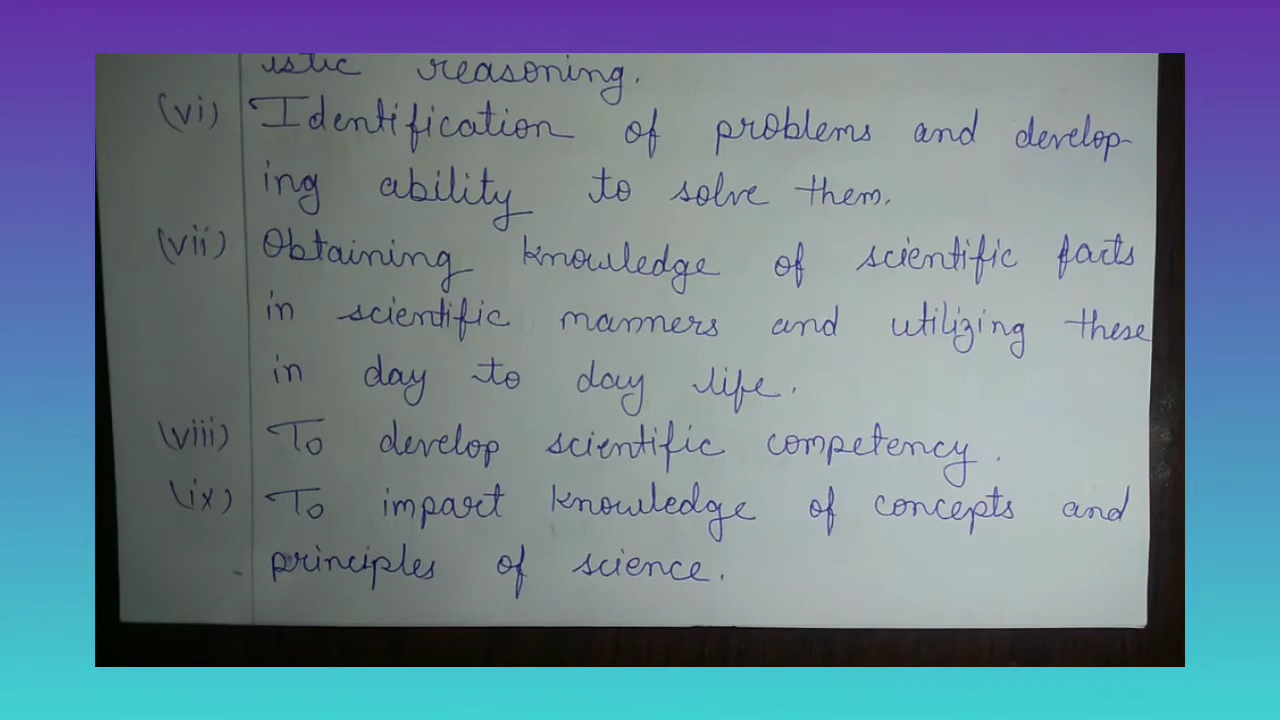 istic reasoning.
(vi) Identification of problems and develop-
ing ability to solve them.
(vii) Obtaining knowledge of scientific facts
in scientific manners and utilizing these
in day to day life.
(viii) To develop scientific competency.
(ix) To impart knowledge of concepts and
principles of science.